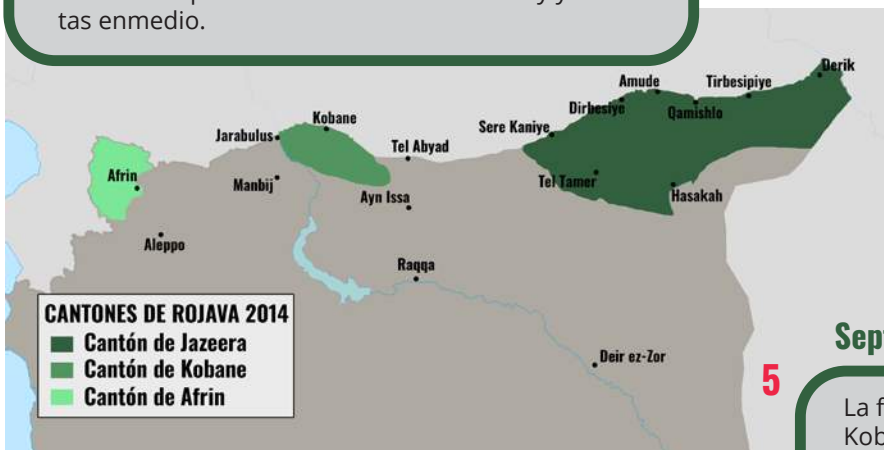 tas enmedio.
Derik
Amude
Tirbesipiye
Dirbesiye
Qamishlo
Kobane
Jarabulus
Sere Kaniye
Tel Abyad
Afrin
Manbij
Ayn Issa
Tel Tamer
Hasakah
Aleppo
Raqqa
CANTONES DE ROJAVA 2014
Cantón de Jazeera
Cantón de Kobane
Cantón de Afrin
Deir ez-Zor
5
La f
Kob